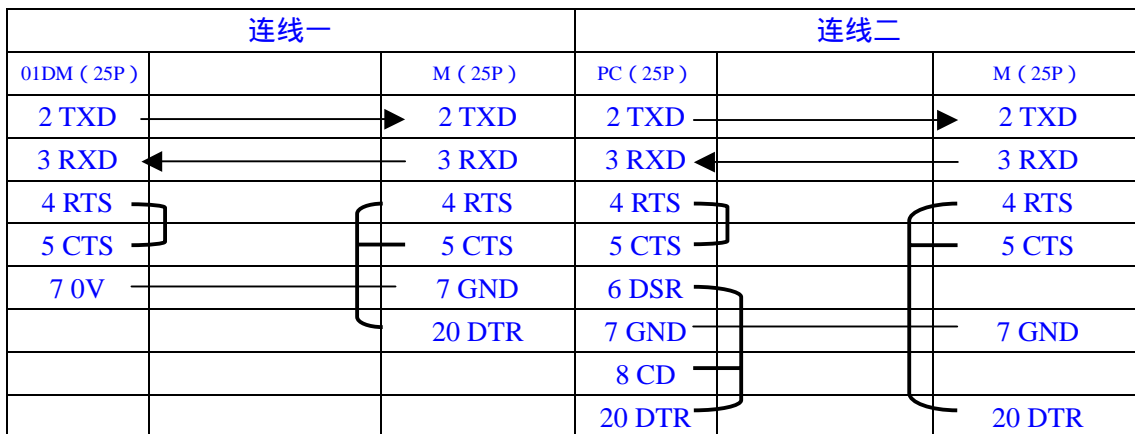 连线一 连线二
01DM（25P） M（25P） PC（25P） M（25P）
2 TXD 2 TXD 2 TXD 2 TXD
3 RXD 3 RXD 3 RXD 3 RXD
4 RTS 4 RTS 4 RTS 4 RTS
5 CTS 5 CTS 5 CTS 5 CTS
7 0V 7 GND 6 DSR
20 DTR 7 GND 7 GND
8 CD
20 DTR 20 DTR